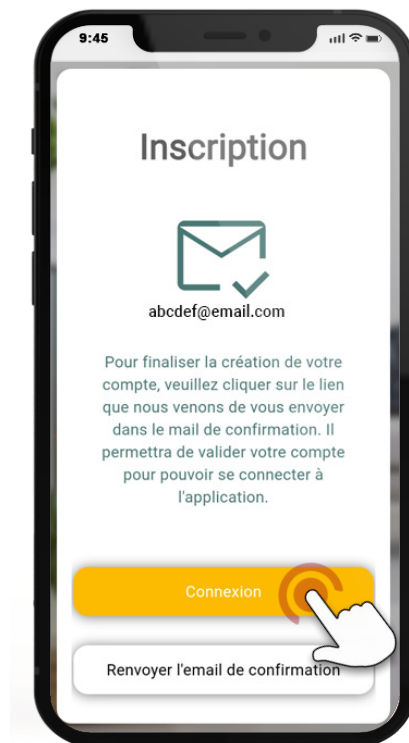 9:45
Inscription
abcdef@email.com
Pour finaliser la création de votre
compte, veuillez cliquer sur le lien
que nous venons de vous envoyer
dans le mail de confirmation. Il
permettra de valider votre compte
pour pouvoir se connecter à
l'application.
Connexion
Renvoyer l'email de confirmation